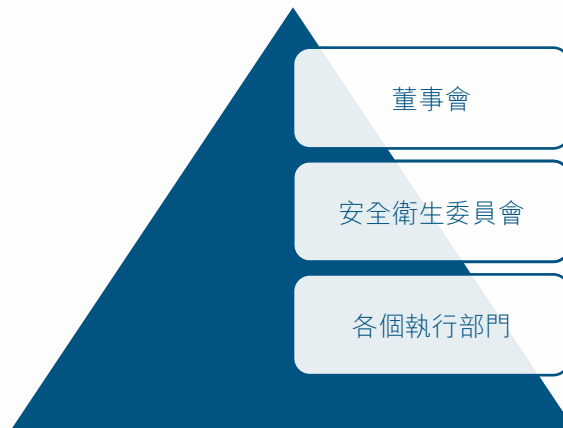 董事會
安全衛生委員會
各個執行部門